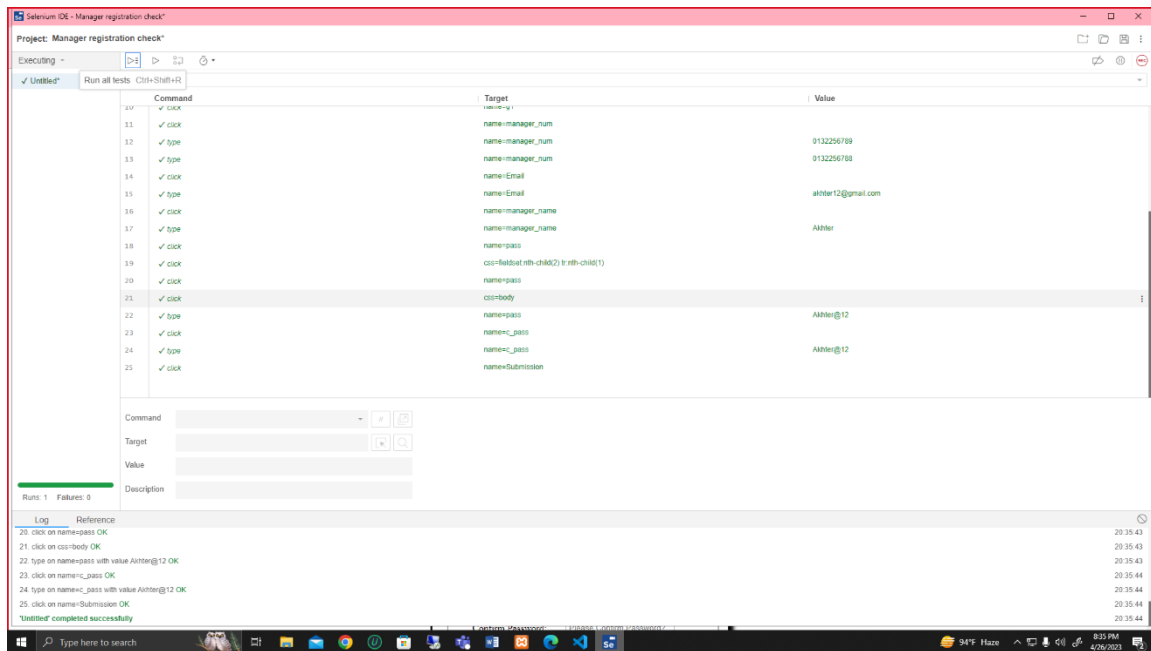 Selenium IDE - Manager registration check*
Project: Manager registration check*
Executing
✓ Untitled*
Run all tests Ctrl+Shift+R
Command Target Value
10 ✓ click
11 ✓ click name=manager_num
12 ✓ type name=manager_num 0132256789
13 ✓ type name=manager_num 0132256788
14 ✓ click name=Email
15 ✓ type name=Email akhter12@gmail.com
16 ✓ click name=manager_name
17 ✓ type name=manager_name Akhter
18 ✓ click name=pass
19 ✓ click css=fieldset:nth-child(2) tr:nth-child(1)
20 ✓ click name=pass
21 ✓ click css=body
22 ✓ type name=pass Akhter@12
23 ✓ click name=c_pass
24 ✓ type name=c_pass Akhter@12
25 ✓ click name=Submission
Command
Target
Value
Description
Runs: 1 Failures: 0
Log Reference
20. click on name=pass OK 20:35:43
21. click on css=body OK 20:35:43
22. type on name=pass with value Akhter@12 OK 20:35:43
23. click on name=c_pass OK 20:35:44
24. type on name=c_pass with value Akhter@12 OK 20:35:44
25. click on name=Submission OK 20:35:44
'Untitled' completed successfully 20:35:44
Confirm Password: Please Confirm Password?
Type here to search
94°F Haze
8:35 PM
4/26/2023